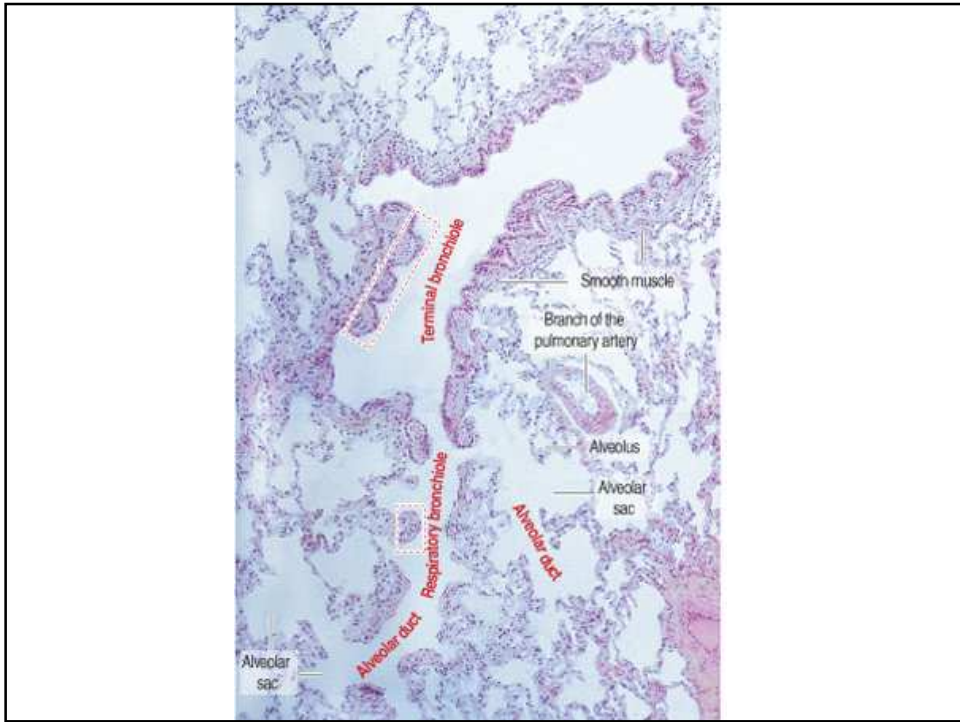 Terminal bronchiole
Smooth muscle
Branch of the
pulmonary artery
Alveolus
Alveolar
sac
Respiratory bronchiole
Alveolar duct
Alveolar duct
Alveolar
sac